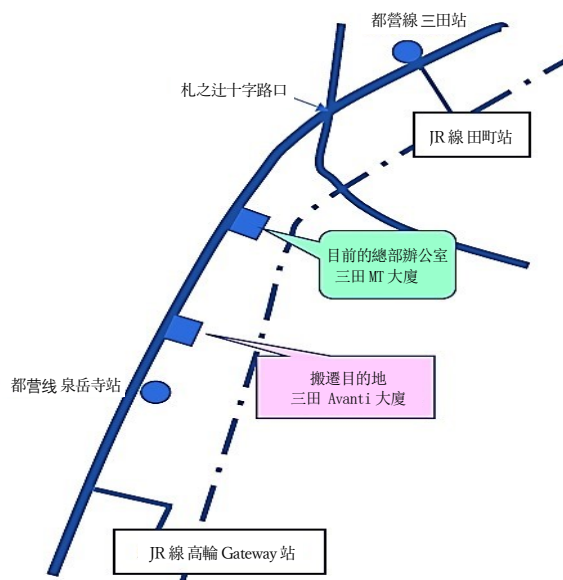 都營線 三田站
札之辻十字路口
JR 線 田町站
目前的總部辦公室
三田 MT 大廈
搬遷目的地
三田 Avanti 大廈
都营线 泉岳寺站
JR 線 高輪 Gateway 站